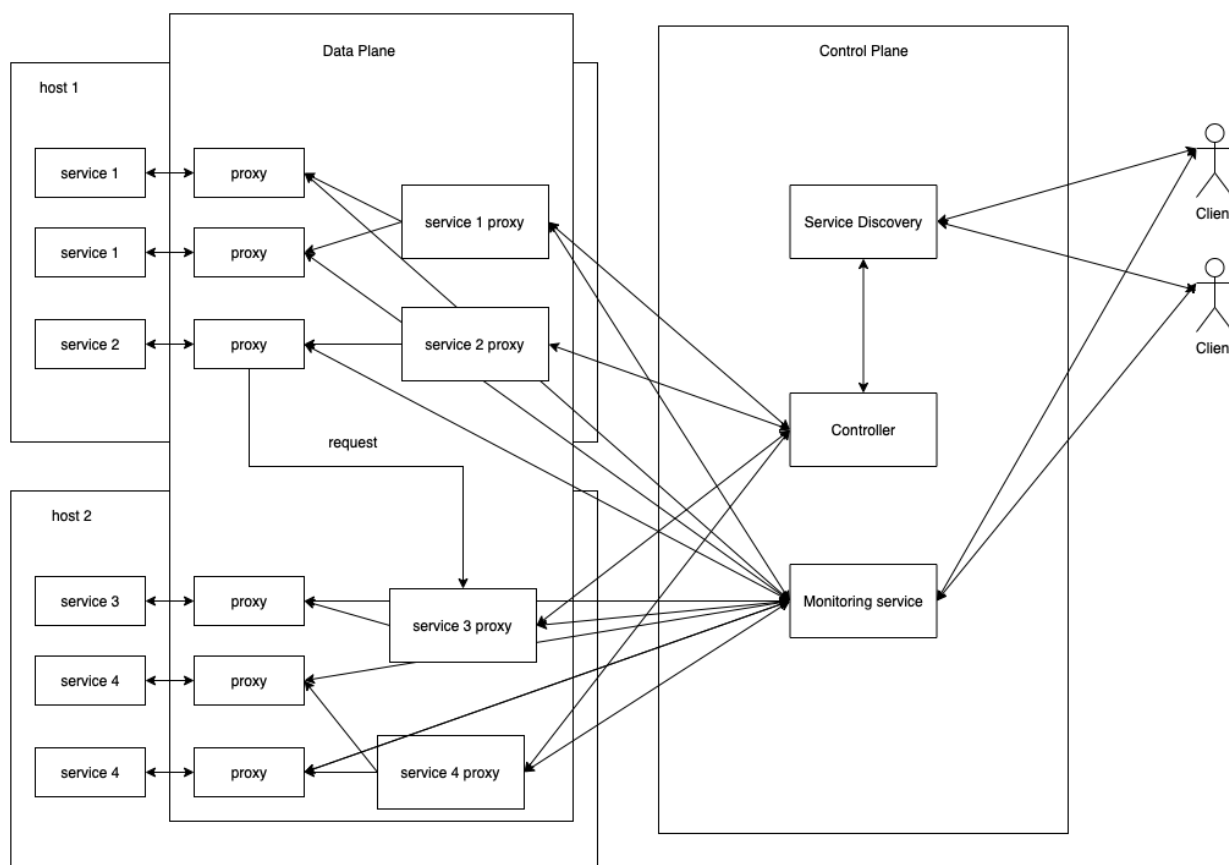 Data Plane
Control Plane
host 1
service 1
proxy
service 1 proxy
Service Discovery
Clien
service 1
proxy
service 2
proxy
service 2 proxy
Clien
Controller
request
host 2
service 3
proxy
service 3 proxy
Monitoring service
service 4
proxy
service 4
proxy
service 4 proxy